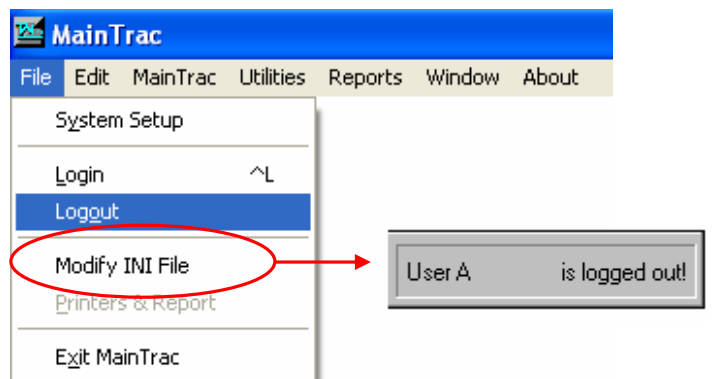 MainTrac
File Edit MainTrac Utilities Reports Window About
System Setup
Login ^L
Logout
Modify INI File
Printers & Report
Exit MainTrac
User A is logged out!